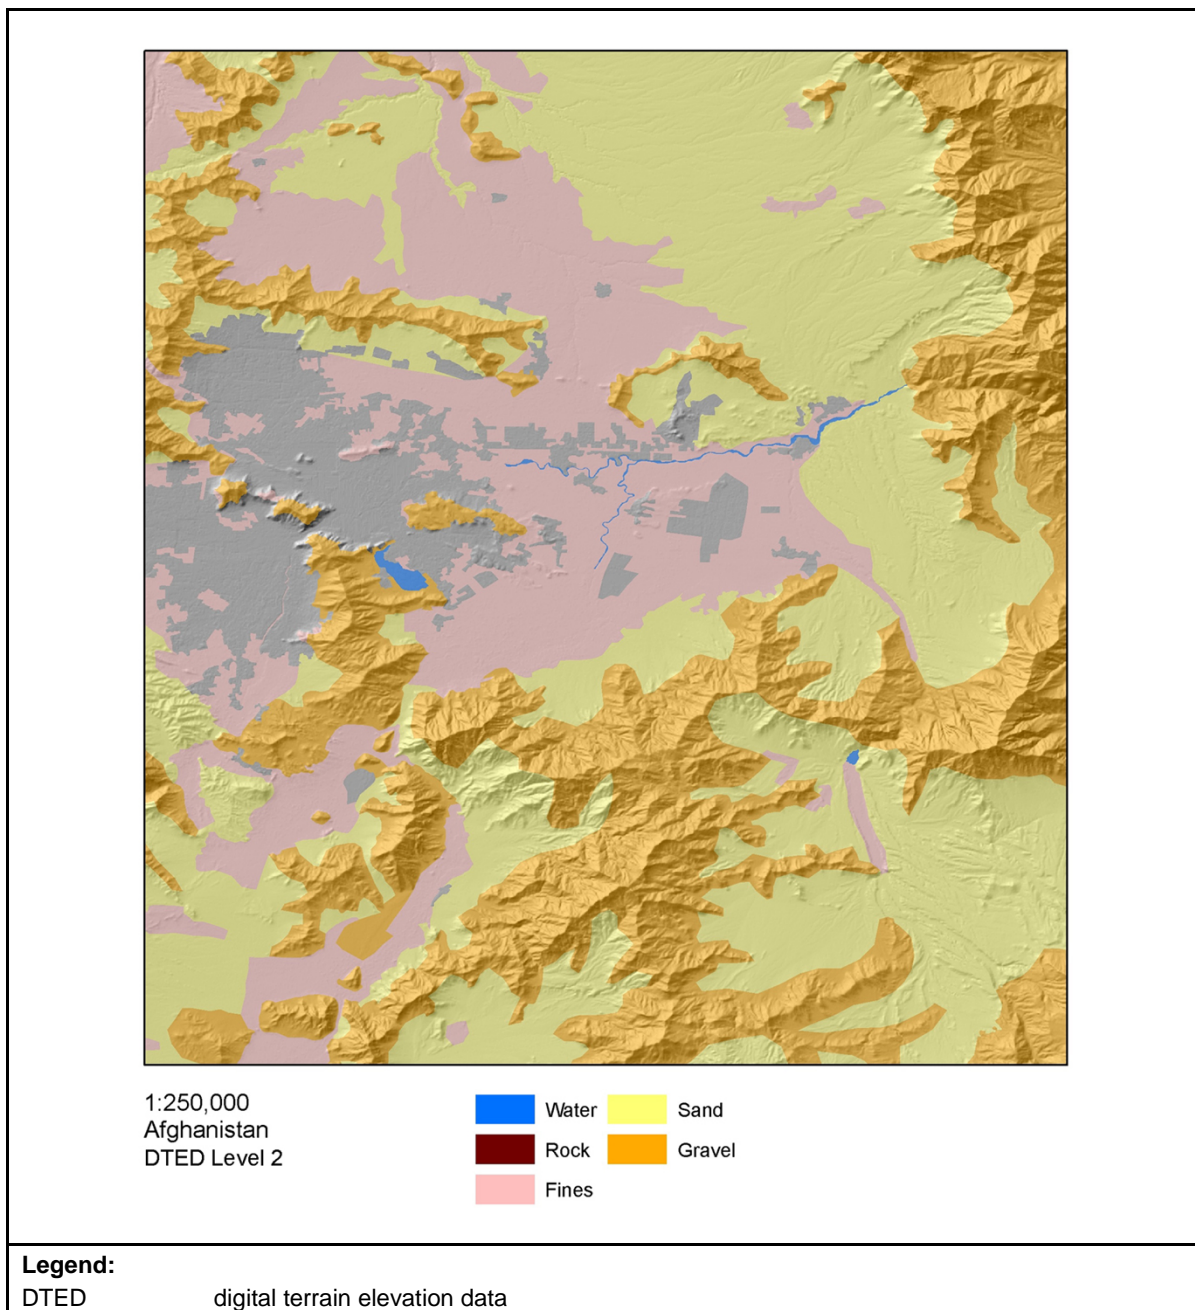 1:250,000
Afghanistan
DTED Level 2
Water
Sand
Rock
Gravel
Fines
Legend:
DTED digital terrain elevation data